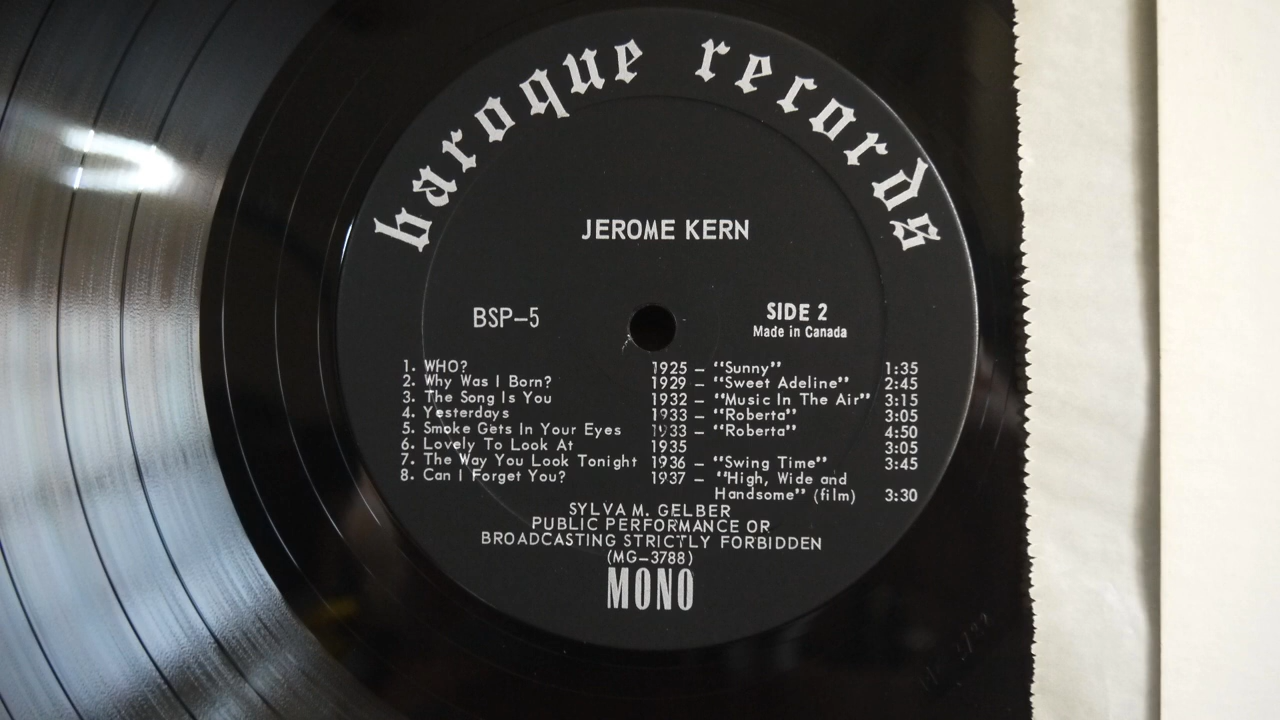 baroque records
JEROME KERN
BSP–5
SIDE 2
Made in Canada
1. WHO? 1925 – "Sunny" 1:35
2. Why Was I Born? 1929 – "Sweet Adeline" 2:45
3. The Song Is You 1932 – "Music In The Air" 3:15
4. Yesterdays 1933 – "Roberta" 3:05
5. Smoke Gets In Your Eyes 1933 – "Roberta" 4:50
6. Lovely To Look At 1935 3:05
7. The Way You Look Tonight 1936 – "Swing Time" 3:45
8. Can I Forget You? 1937 – "High, Wide and
Handsome" (film) 3:30
SYLVA M. GELBER
PUBLIC PERFORMANCE OR
BROADCASTING STRICTLY FORBIDDEN
(MG–3788)
MONO